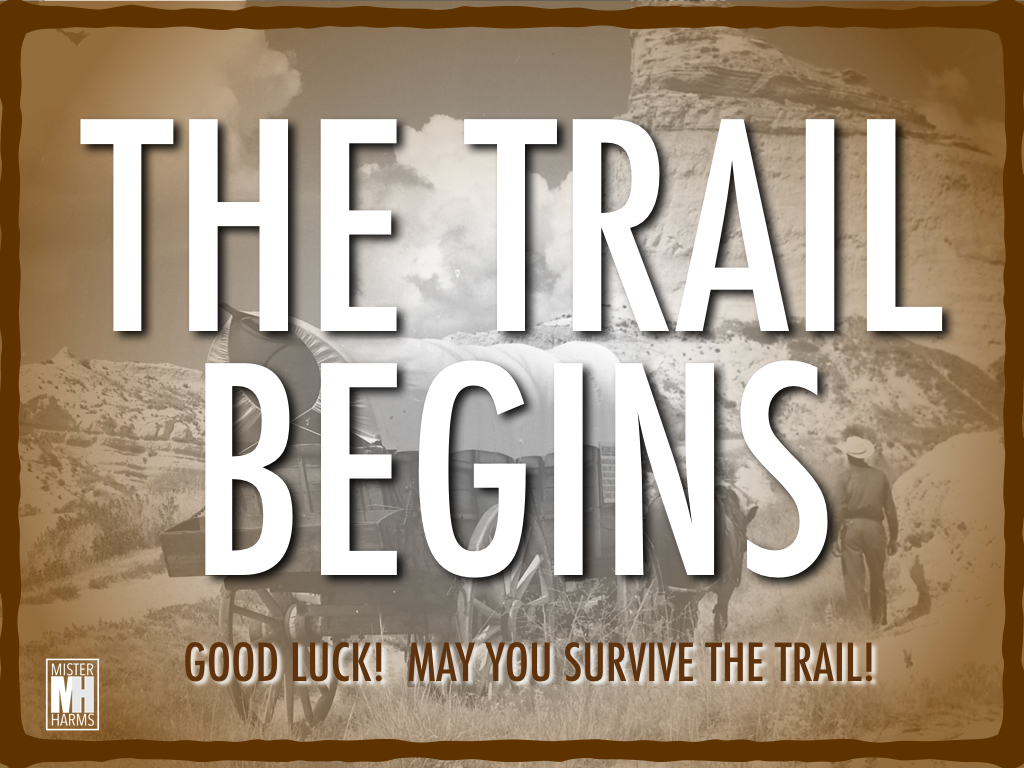 THE TRAIL
BEGINS
GOOD LUCK!  MAY YOU SURVIVE THE TRAIL!
MISTER
MH
HARMS